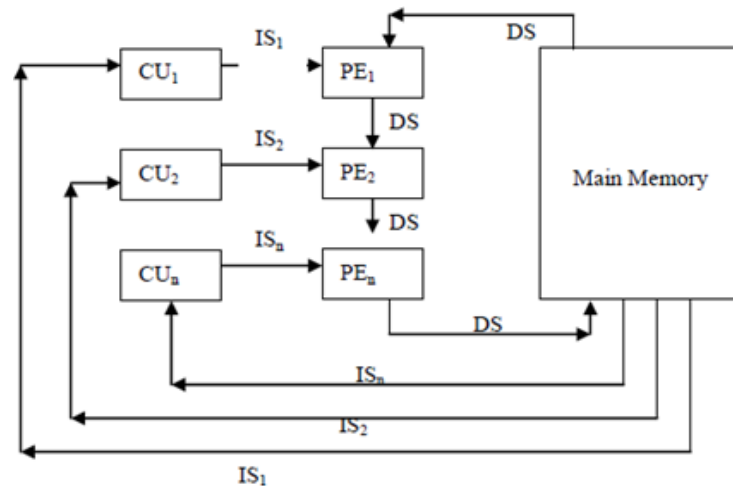 DS
IS₁
CU₁
PE₁
DS
IS₂
CU₂
PE₂
Main Memory
DS
ISₙ
CUₙ
PEₙ
DS
ISₙ
IS₂
IS₁